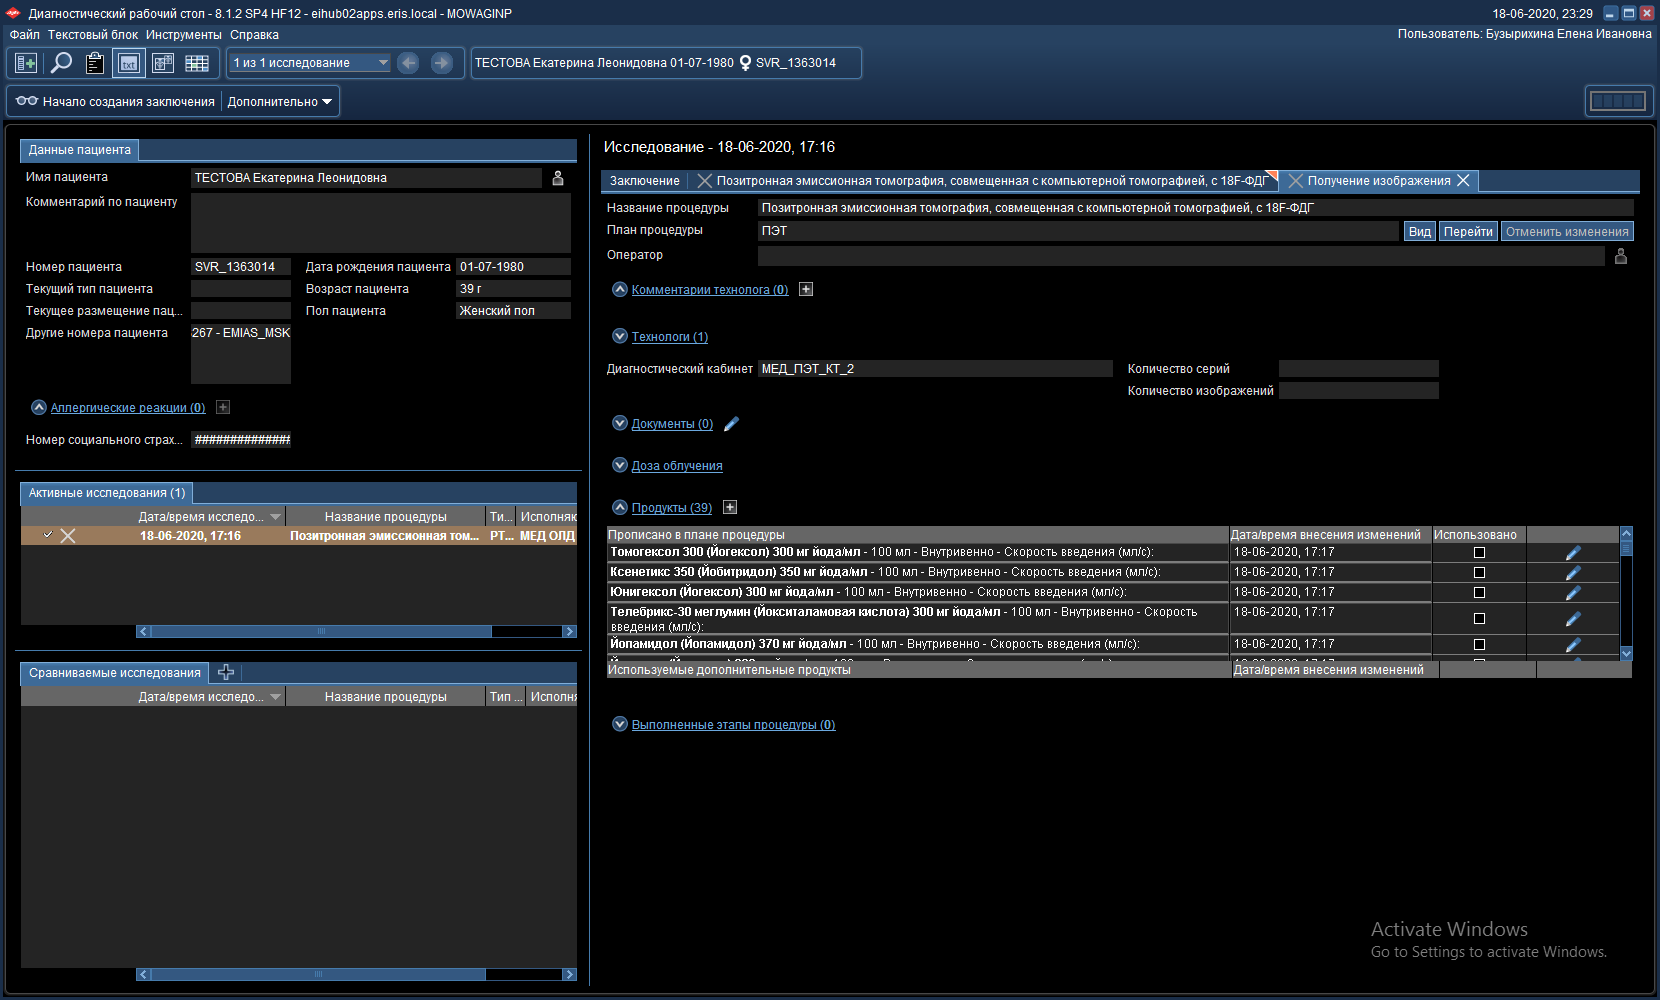 Диагностический рабочий стол - 8.1.2 SP4 HF12 - eihub02apps.eris.local - MOWAGINP
18-06-2020, 23:29
Файл Текстовый блок Инструменты Справка
Пользователь: Бузырихина Елена Ивановна
1 из 1 исследование
ТЕСТОВА Екатерина Леонидовна 01-07-1980 SVR_1363014
Начало создания заключения Дополнительно
Данные пациента
Имя пациента ТЕСТОВА Екатерина Леонидовна
Комментарий по пациенту
Номер пациента SVR_1363014 Дата рождения пациента 01-07-1980
Текущий тип пациента Возраст пациента 39 г
Текущее размещение пац... Пол пациента Женский пол
Другие номера пациента 267 - EMIAS_MSK
Аллергические реакции (0)
Номер социального страх... ##############
Активные исследования (1)
Дата/время исследо... Название процедуры Ти... Исполняю
18-06-2020, 17:16 Позитронная эмиссионная том... PT... МЕД ОЛД
Сравниваемые исследования
Дата/время исследо... Название процедуры Тип ... Исполня
Исследование - 18-06-2020, 17:16
Заключение Позитронная эмиссионная томография, совмещенная с компьютерной томографией, с 18F-ФДГ Получение изображения
Название процедуры Позитронная эмиссионная томография, совмещенная с компьютерной томографией, с 18F-ФДГ
План процедуры ПЭТ Вид Перейти Отменить изменения
Оператор
Комментарии технолога (0)
Технологи (1)
Диагностический кабинет МЕД_ПЭТ_КТ_2 Количество серий
Количество изображений
Документы (0)
Доза облучения
Продукты (39)
Прописано в плане процедуры Дата/время внесения изменений Использовано
Томогексол 300 (Йогексол) 300 мг йода/мл - 100 мл - Внутривенно - Скорость введения (мл/с): 18-06-2020, 17:17
Ксенетикс 350 (Йобитридол) 350 мг йода/мл - 100 мл - Внутривенно - Скорость введения (мл/с): 18-06-2020, 17:17
Юнигексол (Йогексол) 300 мг йода/мл - 100 мл - Внутривенно - Скорость введения (мл/с): 18-06-2020, 17:17
Телебрикс-30 меглумин (Йокситаламовая кислота) 300 мг йода/мл - 100 мл - Внутривенно - Скорость 18-06-2020, 17:17
введения (мл/с):
Йопамидол (Йопамидол) 370 мг йода/мл - 100 мл - Внутривенно - Скорость введения (мл/с): 18-06-2020, 17:17
Используемые дополнительные продукты Дата/время внесения изменений
Выполненные этапы процедуры (0)
Activate Windows
Go to Settings to activate Windows.